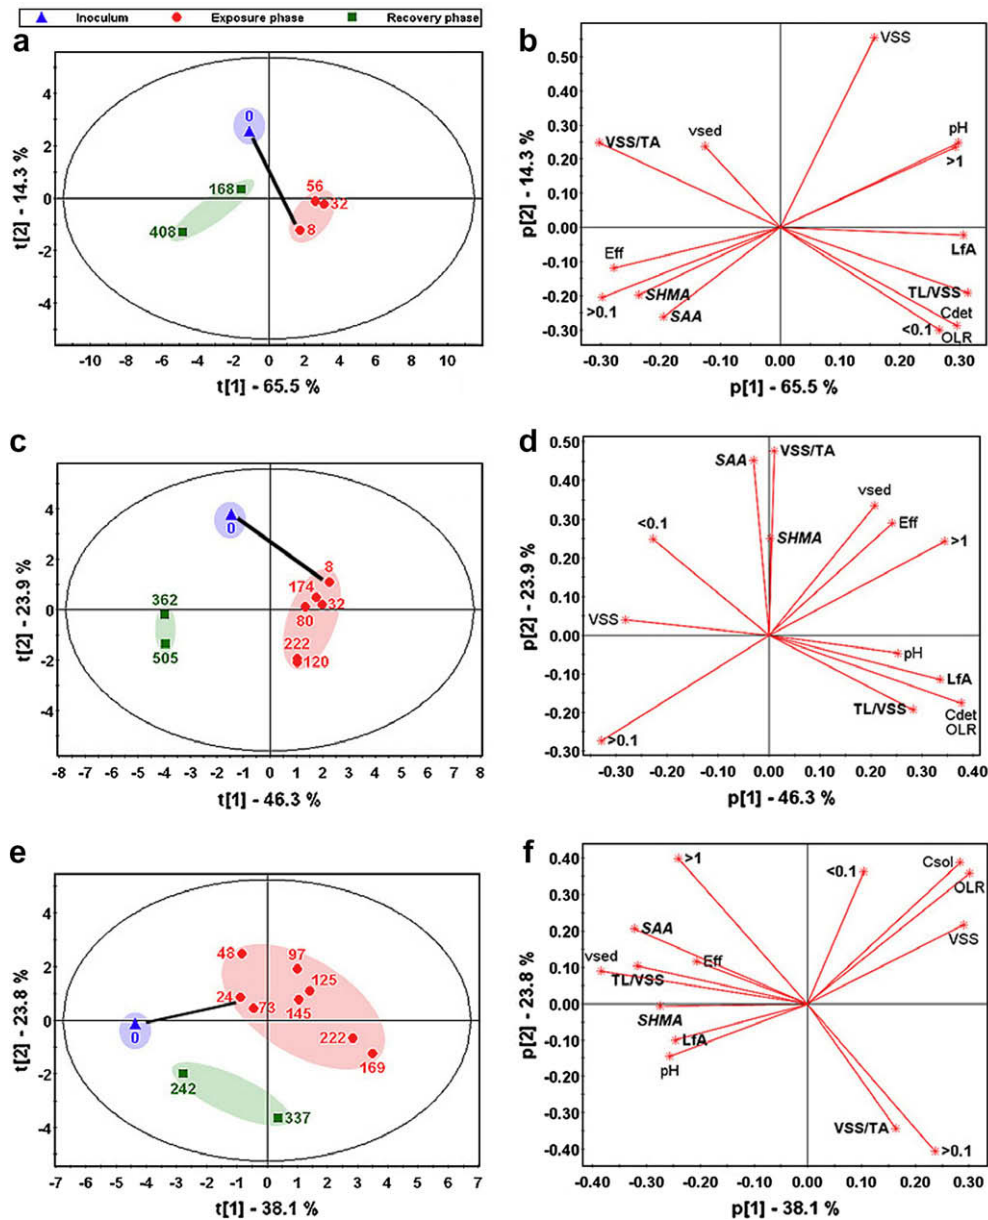 Inoculum Exposure phase Recovery phase
a
4
2
0
-2
-4
t[2] - 14.3 %
0
168
408
56
32
8
-10 -8 -6 -4 -2 0 2 4 6 8 10
t[1] - 65.5 %
b
0.50
0.40
0.30
0.20
0.10
0.00
-0.10
-0.20
-0.30
p[2] - 14.3 %
VSS
VSS/TA
vsed
pH
>1
LfA
Eff
TL/VSS
SHMA
>0.1
SAA
Cdet
<0.1
OLR
-0.30 -0.20 -0.10 0.00 0.10 0.20 0.30
p[1] - 65.5 %
c
4
2
0
-2
-4
t[2] - 23.9 %
0
8
174
32
80
362
505
222
120
-8 -7 -6 -5 -4 -3 -2 -1 0 1 2 3 4 5 6 7 8
t[1] - 46.3 %
d
0.50
0.40
0.30
0.20
0.10
0.00
-0.10
-0.20
-0.30
p[2] - 23.9 %
SAA
VSS/TA
vsed
<0.1
Eff
SHMA
>1
VSS
pH
LfA
TL/VSS
Cdet
OLR
>0.1
-0.30 -0.20 -0.10 0.00 0.10 0.20 0.30 0.40
p[1] - 46.3 %
e
4
2
0
-2
-4
t[2] - 23.8 %
48
97
125
24
73
145
0
222
169
242
337
-7 -6 -5 -4 -3 -2 -1 0 1 2 3 4 5 6 7
t[1] - 38.1 %
f
0.40
0.30
0.20
0.10
0.00
-0.10
-0.20
-0.30
-0.40
p[2] - 23.8 %
>1
<0.1
Csol
OLR
SAA
VSS
vsed
Eff
TL/VSS
SHMA
LfA
pH
VSS/TA
>0.1
-0.40 -0.30 -0.20 -0.10 0.00 0.10 0.20 0.30
p[1] - 38.1 %